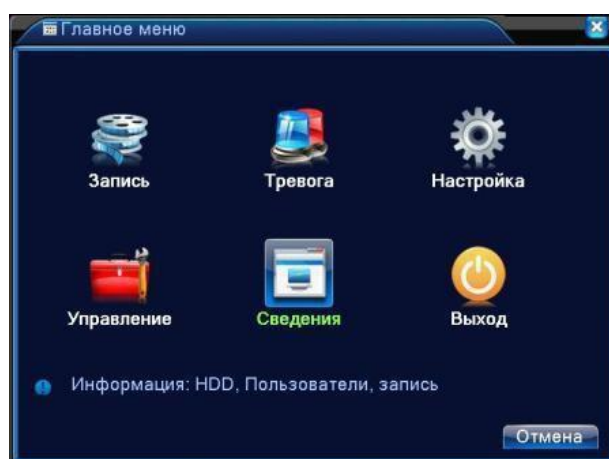 Главное меню
Запись Тревога Настройка
Управление Сведения Выход
Информация: HDD, Пользователи, запись
Отмена